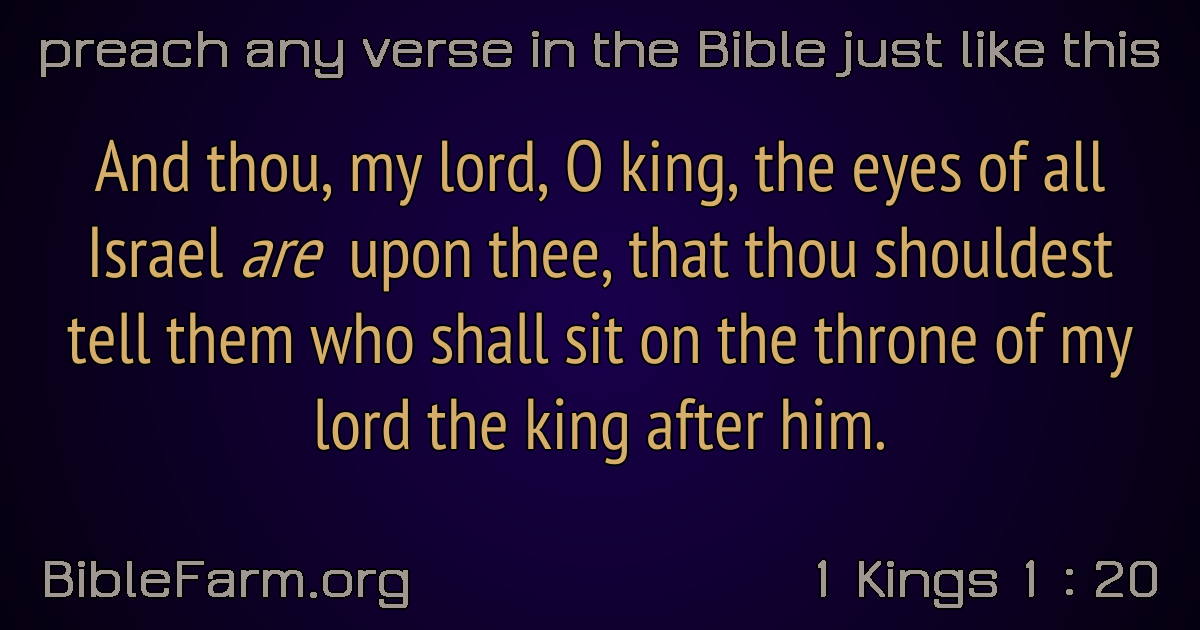 preach any verse in the Bible just like this
And thou, my lord, O king, the eyes of all
Israel are upon thee, that thou shouldest
tell them who shall sit on the throne of my
lord the king after him.
BibleFarm.org
1 Kings 1 : 20